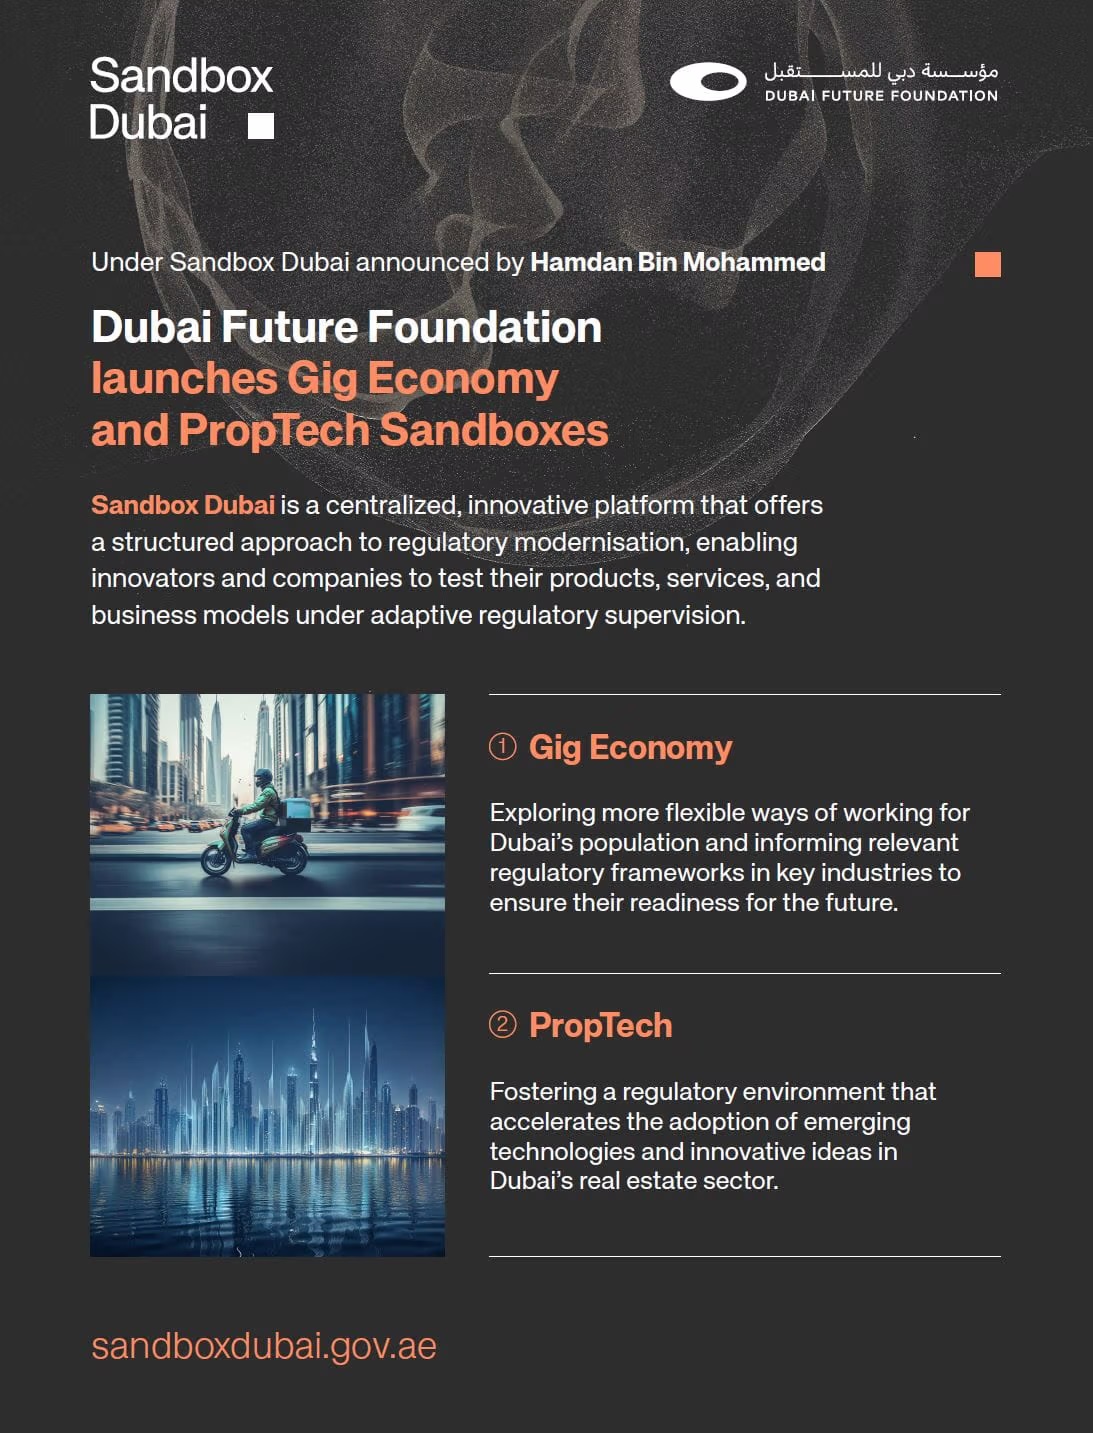 Sandbox
Dubai
مؤسسة دبي للمستقبل
DUBAI FUTURE FOUNDATION
Under Sandbox Dubai announced by Hamdan Bin Mohammed
Dubai Future Foundation
launches Gig Economy
and PropTech Sandboxes
Sandbox Dubai is a centralized, innovative platform that offers
a structured approach to regulatory modernisation, enabling
innovators and companies to test their products, services, and
business models under adaptive regulatory supervision.
① Gig Economy
Exploring more flexible ways of working for
Dubai’s population and informing relevant
regulatory frameworks in key industries to
ensure their readiness for the future.
② PropTech
Fostering a regulatory environment that
accelerates the adoption of emerging
technologies and innovative ideas in
Dubai’s real estate sector.
sandboxdubai.gov.ae